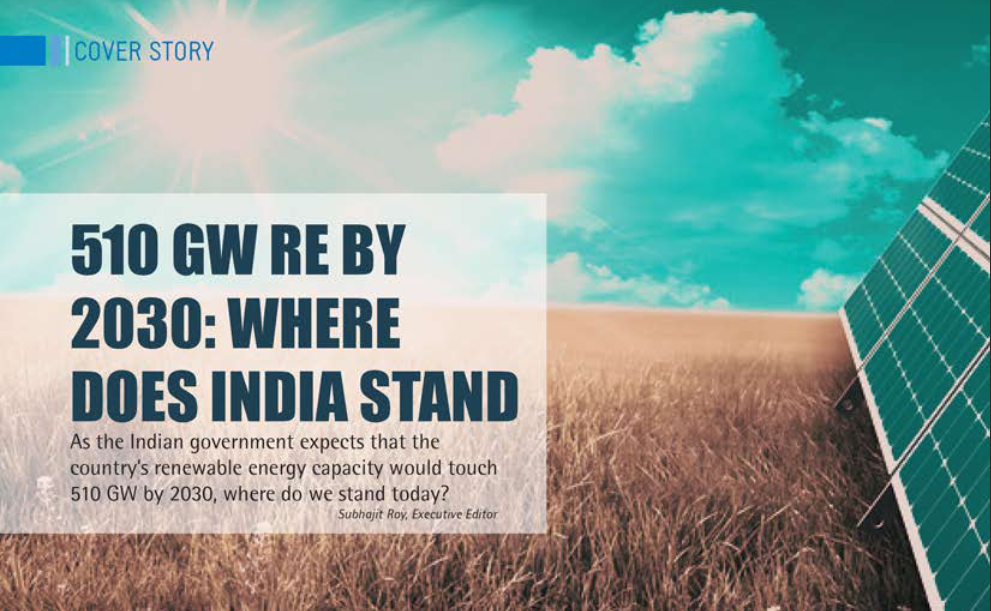 COVER STORY
510 GW RE BY
2030: WHERE
DOES INDIA STAND
As the Indian government expects that the
country's renewable energy capacity would touch
510 GW by 2030, where do we stand today?
Subhajit Roy, Executive Editor